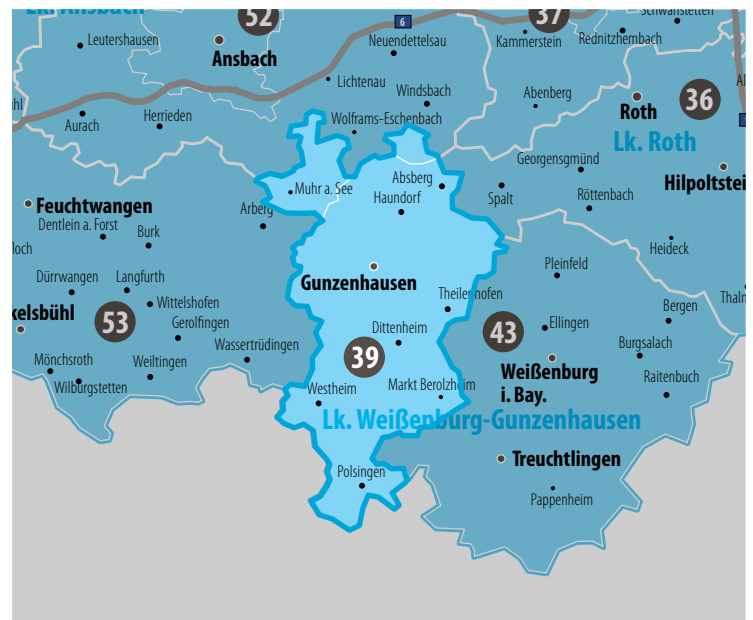 Lk. Ansbach
52
6
37
Schwanstetten
Leutershausen
Ansbach
Neuendettelsau
Kammerstein
Rednitzhembach
Lichtenau
Windsbach
Abenberg
Roth
36
Aurach
Herrieden
Wolframs-Eschenbach
Lk. Roth
Georgensgmünd
Hilpoltstei
Muhr a. See
Absberg
Haundorf
Spalt
Röttenbach
Feuchtwangen
Dentlein a. Forst
Arberg
Burk
Heideck
Pleinfeld
Dürrwangen
Langfurth
Gunzenhausen
Theilenhofen
Wittelshofen
kelsbühl
53
Gerolfingen
Dittenheim
43
Ellingen
Bergen
Wassertrüdingen
39
Burgsalach
Mönchsroth
Weiltingen
Weißenburg
i. Bay.
Raitenbuch
Wilburgstetten
Westheim
Markt Berolzheim
Lk. Weißenburg-Gunzenhausen
Treuchtlingen
Polsingen
Pappenheim